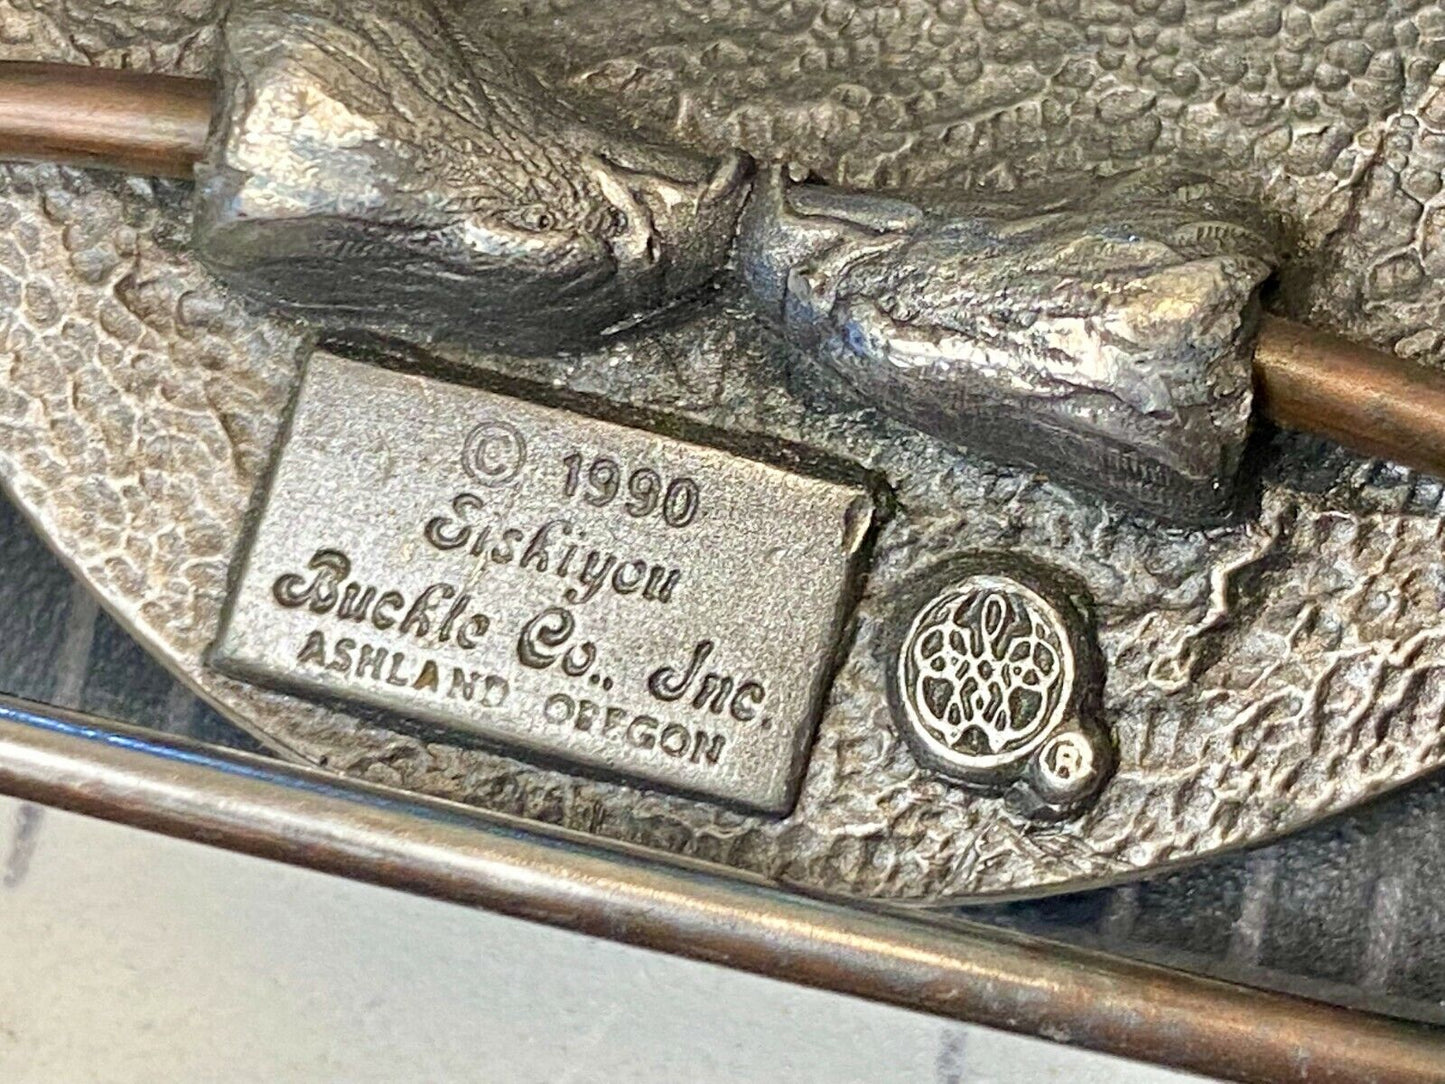 © 1990
Siskiyou
Buckle Co., Inc.
ASHLAND OREGON
®